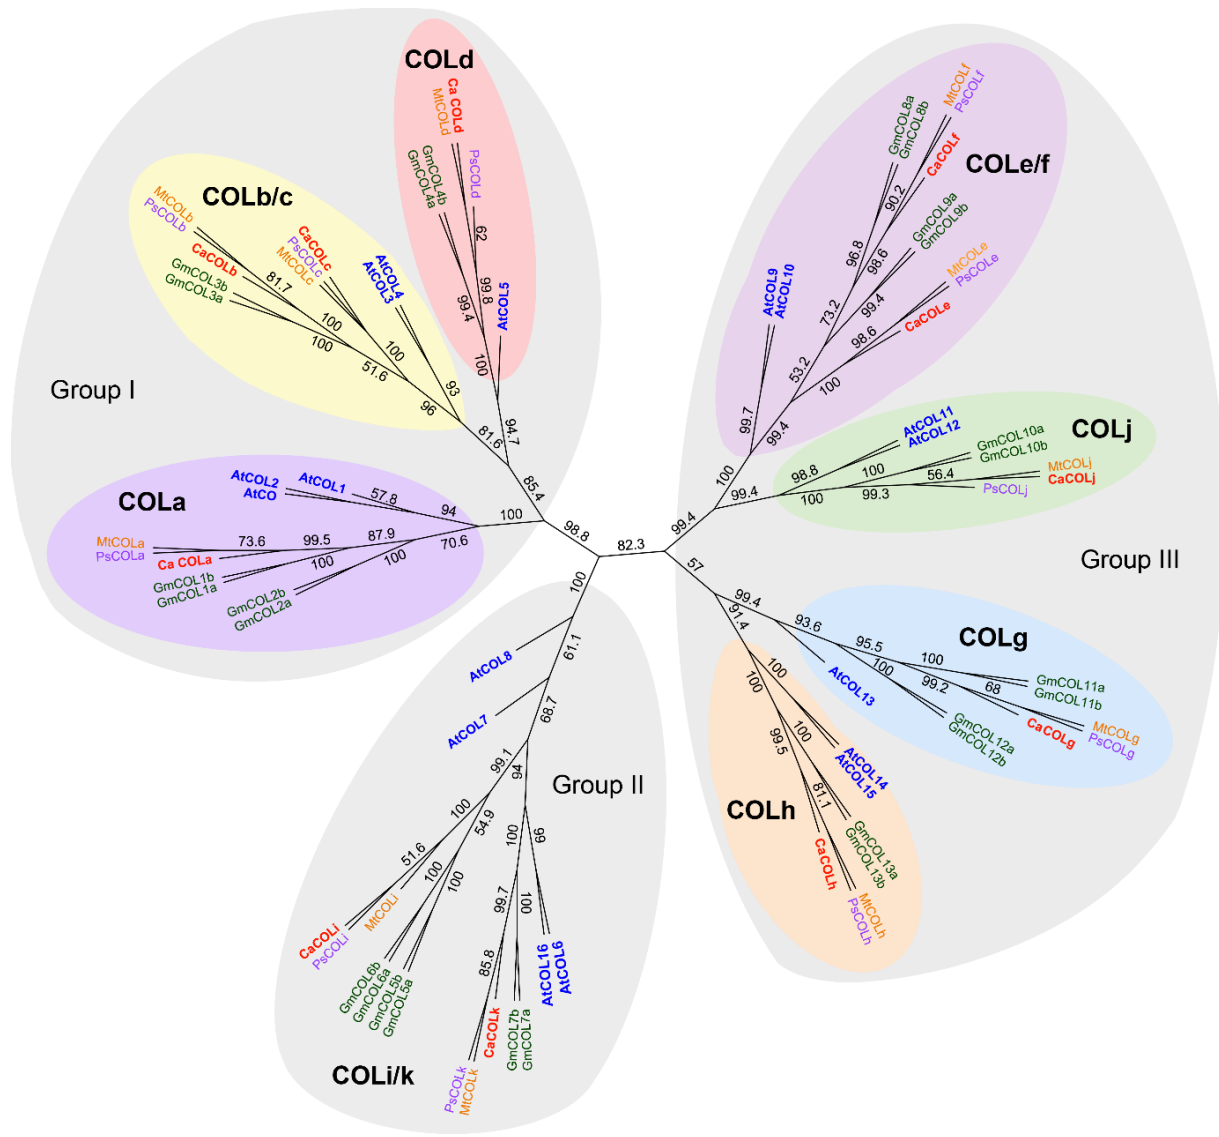 COLd
Ca COLd
MtCOLd
PsCOLd
GmCOL4b
GmCOL4a
62
99.8
99.4
AtCOL5
100
94.7
COLb/c
MtCOLb
PsCOLb
CaCOLb
GmCOL3b
GmCOL3a
81.7
100
100
CaCOLc
PsCOLc
MtCOLc
100
51.6
AtCOL4
AtCOL3
93
96
81.6
85.4
Group I
COLa
AtCOL2
AtCO
AtCOL1
57.8
94
100
MtCOLa
PsCOLa
Ca COLa
73.6
99.5
87.9
70.6
GmCOL1b
GmCOL1a
100
100
GmCOL2b
GmCOL2a
98.8
82.3
100
AtCOL8
61.1
AtCOL7
68.7
99.1
94
Group II
100
54.9
51.6
100
100
100
99
CaCOLi
PsCOLi
MtCOLi
GmCOL6b
GmCOL6a
GmCOL5b
GmCOL5a
99.7
100
85.8
AtCOL16
AtCOL6
PsCOLk
MtCOLk
CaCOLk
GmCOL7b
GmCOL7a
COLi/k
COLe/f
GmCOL8a
GmCOL8b
MtCOLf
PsCOLf
CaCOLf
90.2
96.8
98.6
GmCOL9a
GmCOL9b
MtCOLe
PsCOLe
CaCOLe
99.4
98.6
73.2
53.2
100
AtCOL9
AtCOL10
99.7
99.4
100
COLj
AtCOL11
AtCOL12
98.8
GmCOL10a
GmCOL10b
100
56.4
MtCOLj
CaCOLj
PsCOLj
99.4
100
99.3
99.4
Group III
57
99.4
91.4
COLg
93.6
95.5
100
100
99.2
68
GmCOL11a
GmCOL11b
AtCOL13
GmCOL12a
GmCOL12b
CaCOLg
MtCOLg
PsCOLg
COLh
100
100
100
99.5
81.1
AtCOL14
AtCOL15
GmCOL13a
GmCOL13b
CaCOLh
MtCOLh
PsCOLh